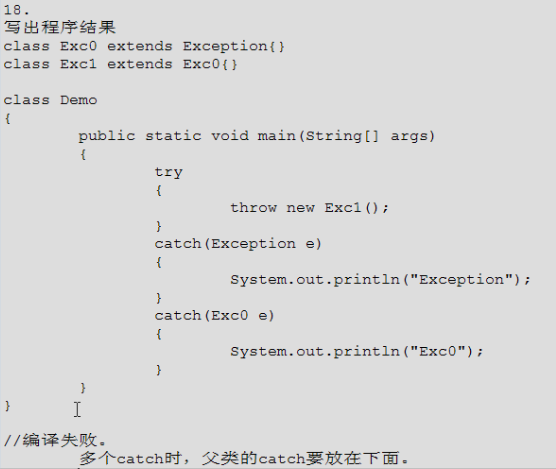 18.
写出程序结果
class Exc0 extends Exception{}
class Exc1 extends Exc0{}
class Demo
{
public static void main(String[] args)
{
try
{
throw new Exc1();
}
catch(Exception e)
{
System.out.println("Exception");
}
catch(Exc0 e)
{
System.out.println("Exc0");
}
}
}
//编译失败。
多个catch时，父类的catch要放在下面。